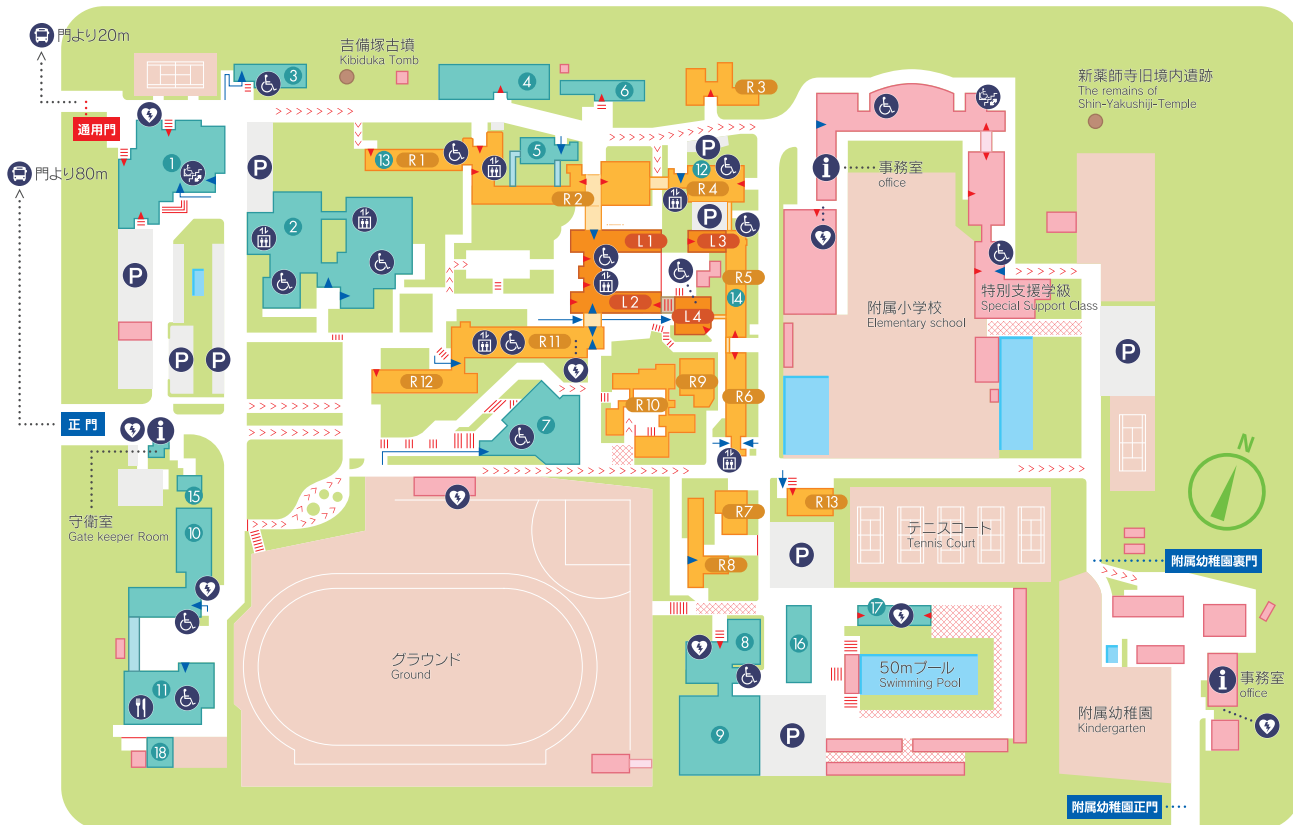 門より20m
吉備塚古墳
Kibiduka Tomb
3
4
6
R3
新薬師寺旧境内遺跡
The remains of
Shin-Yakushiji-Temple
通用門
門より80m
1
P
13
R1
5
P
12
R4
i
事務室
office
R2
2
P
L1
L3
R5
P
特別支援学級
Special Support Class
14
L2
L4
附属小学校
Elementary school
P
P
R11
P
R12
R9
R6
R10
正門
i
7
N
守衛室
Gate keeper Room
15
10
R7
R13
テニスコート
Tennis Court
P
R8
附属幼稚園裏門
17
8
16
グラウンド
Ground
50mプール
Swimming Pool
11
i
事務室
office
9
P
附属幼稚園
Kindergarten
18
附属幼稚園正門